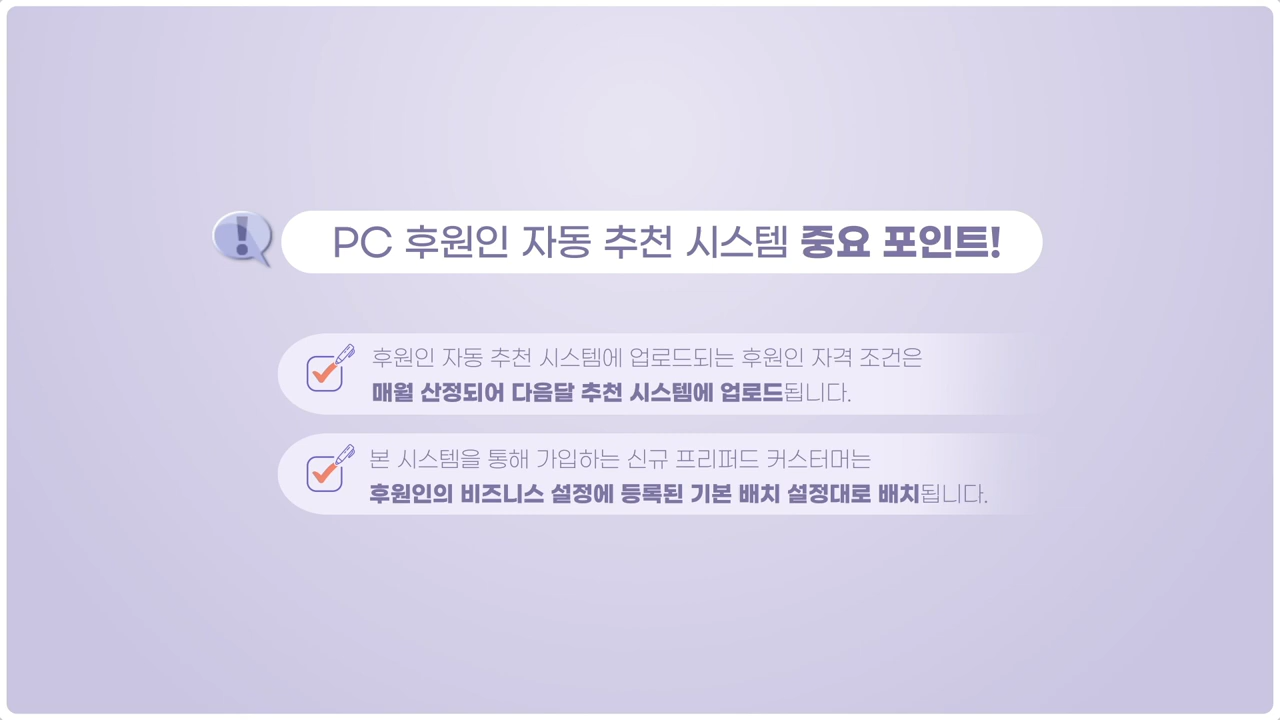 PC 후원인 자동 추천 시스템 중요 포인트!
후원인 자동 추천 시스템에 업로드되는 후원인 자격 조건은
매월 산정되어 다음달 추천 시스템에 업로드됩니다.
본 시스템을 통해 가입하는 신규 프리퍼드 커스터머는
후원인의 비즈니스 설정에 등록된 기본 배치 설정대로 배치됩니다.